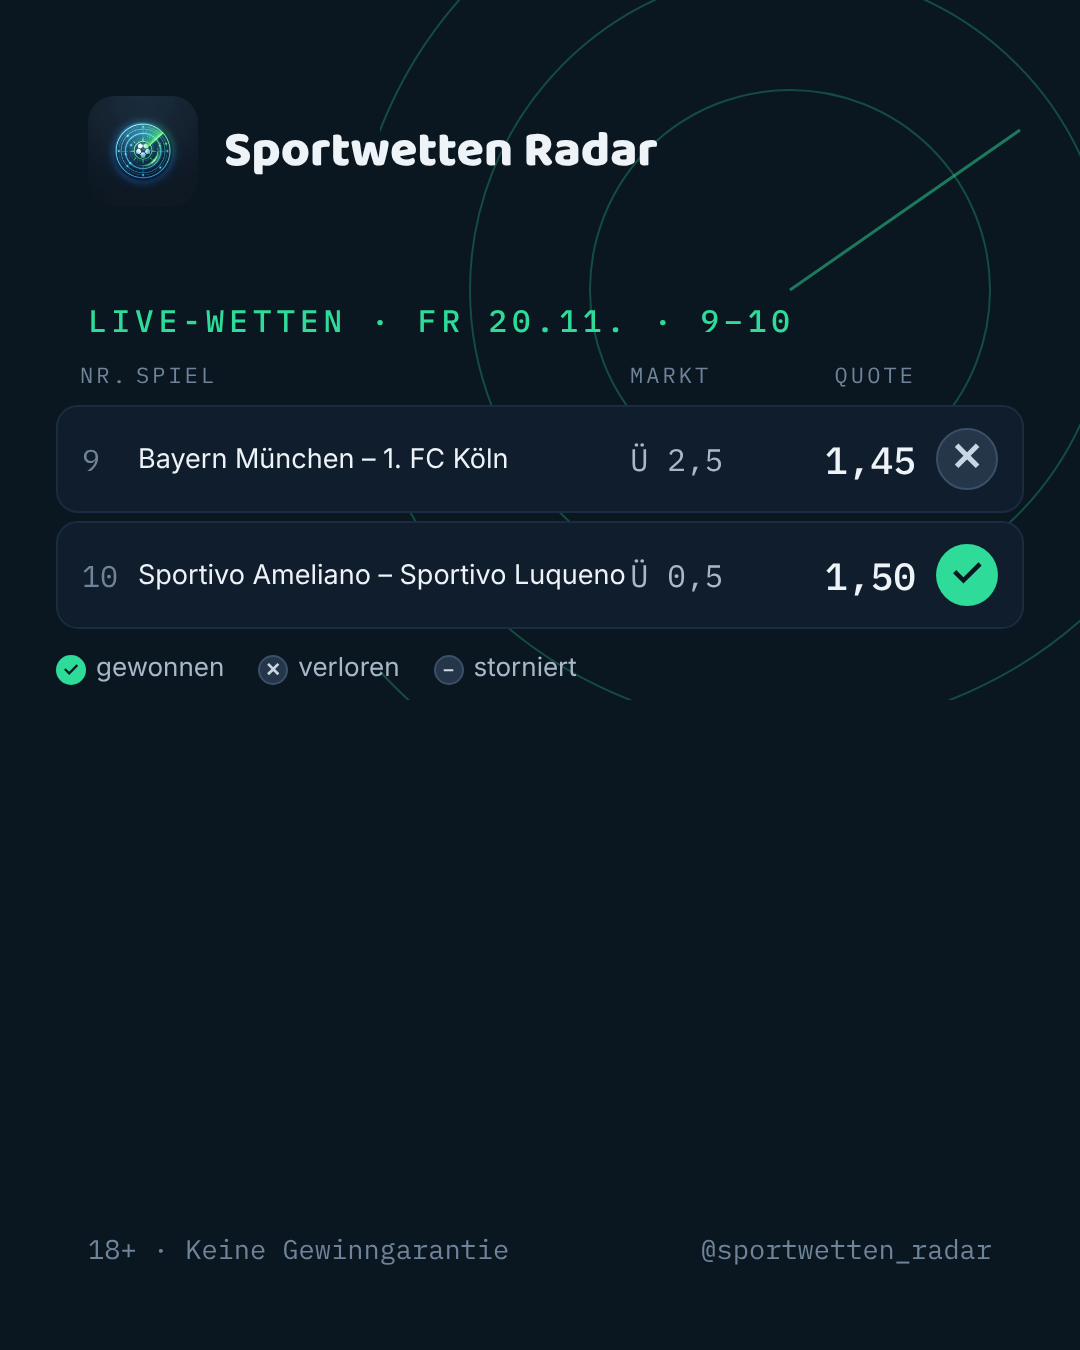 Sportwetten Radar
LIVE-WETTEN · FR 20.11. · 9–10
NR. SPIEL MARKT QUOTE
9 Bayern München – 1. FC Köln Ü 2,5 1,45
10 Sportivo Ameliano – Sportivo Luqueno Ü 0,5 1,50
gewonnen verloren storniert
18+ · Keine Gewinngarantie @sportwetten_radar